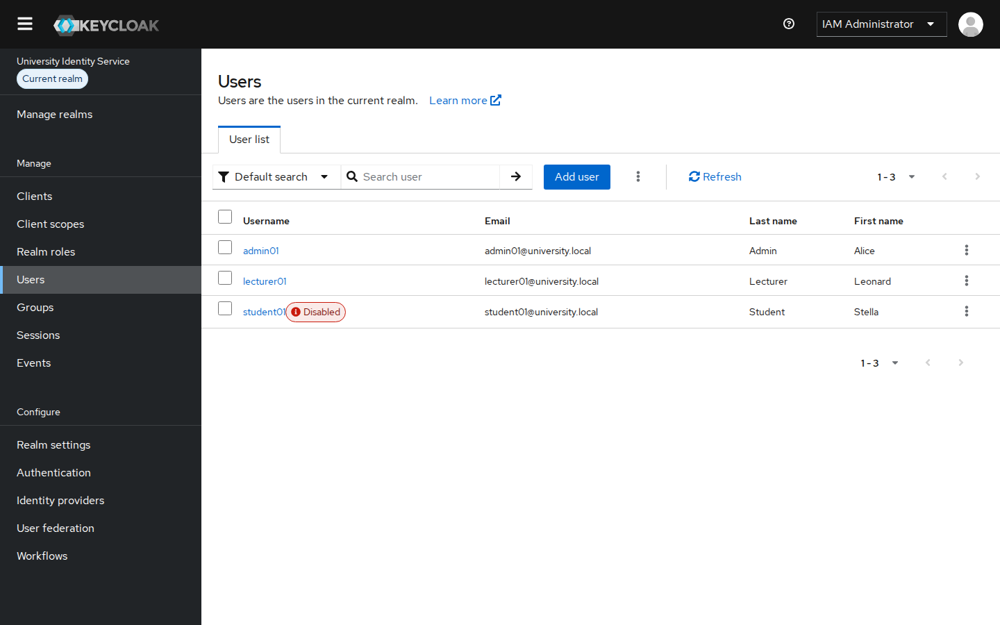 KEYCLOAK
IAM Administrator
University Identity Service
Current realm
Manage realms
Manage
Clients
Client scopes
Realm roles
Users
Groups
Sessions
Events
Configure
Realm settings
Authentication
Identity providers
User federation
Workflows
Users
Users are the users in the current realm. Learn more
User list
Default search Search user Add user Refresh 1 - 3
Username Email Last name First name
admin01 admin01@university.local Admin Alice
lecturer01 lecturer01@university.local Lecturer Leonard
student01 Disabled student01@university.local Student Stella
1 - 3